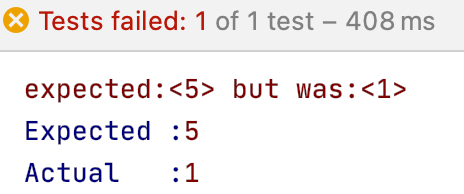 Tests failed: 1 of 1 test – 408 ms
expected:<5> but was:<1>
Expected :5
Actual   :1